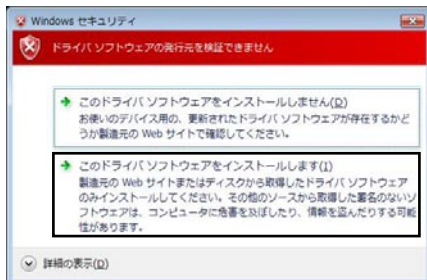 Windows セキュリティ
ドライバ ソフトウェアの発行元を検証できません
このドライバ ソフトウェアをインストールしません(D)
お使いのデバイス用の、更新されたドライバ ソフトウェアが存在するかど
うか製造元の Web サイトで確認してください。
このドライバ ソフトウェアをインストールします(I)
製造元の Web サイトまたはディスクから取得したドライバ ソフトウェア
のみインストールしてください。その他のソースから取得した署名のないソ
フトウェアは、コンピュータに危害を及ぼしたり、情報を盗んだりする可能
性があります。
詳細の表示(D)